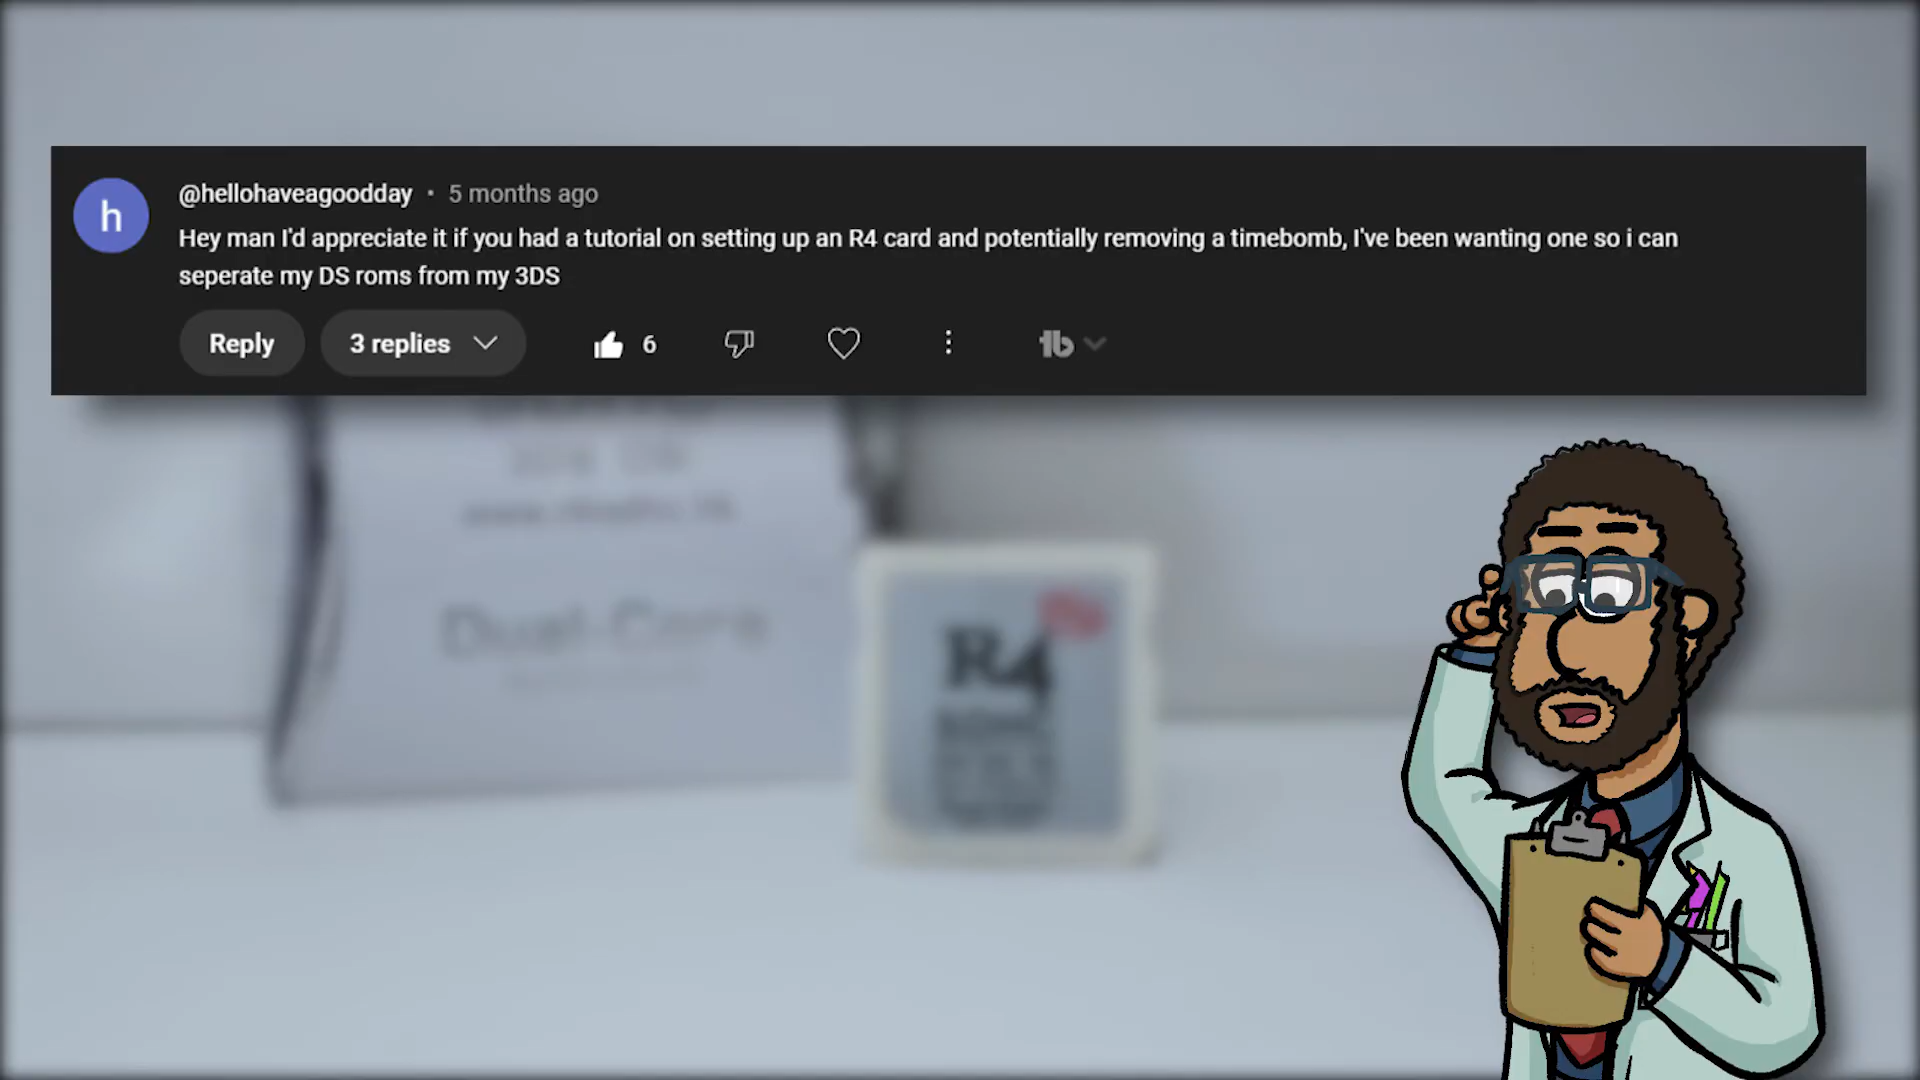 h
@hellohaveagoodday • 5 months ago
Hey man I'd appreciate it if you had a tutorial on setting up an R4 card and potentially removing a timebomb, I've been wanting one so i can
seperate my DS roms from my 3DS
Reply 3 replies 6
Dual-Core
R4